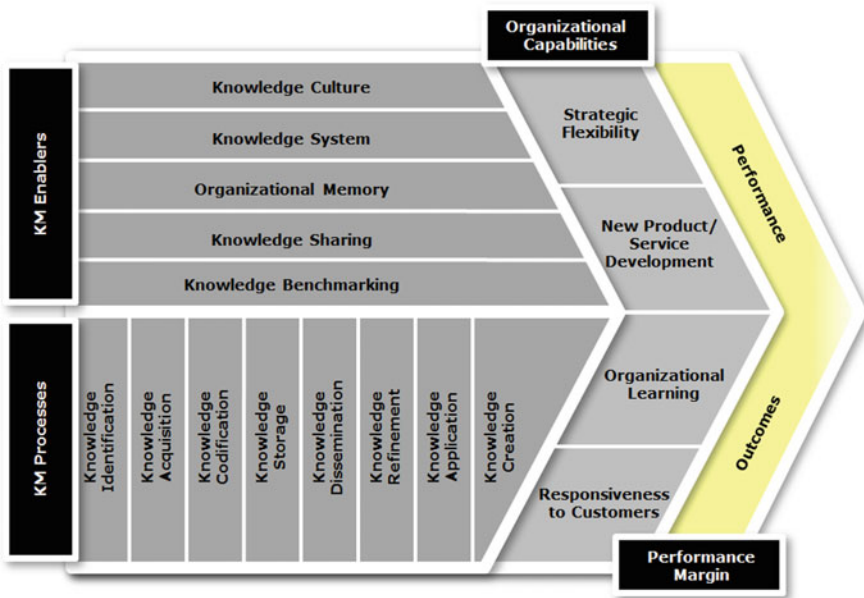 Organizational
Capabilities
KM Enablers
Knowledge Culture
Knowledge System
Organizational Memory
Knowledge Sharing
Knowledge Benchmarking
Strategic
Flexibility
New Product/
Service
Development
Performance
KM Processes
Knowledge
Identification
Knowledge
Acquisition
Knowledge
Codification
Knowledge
Storage
Knowledge
Dissemination
Knowledge
Refinement
Knowledge
Application
Knowledge
Creation
Organizational
Learning
Responsiveness
to Customers
Outcomes
Performance
Margin